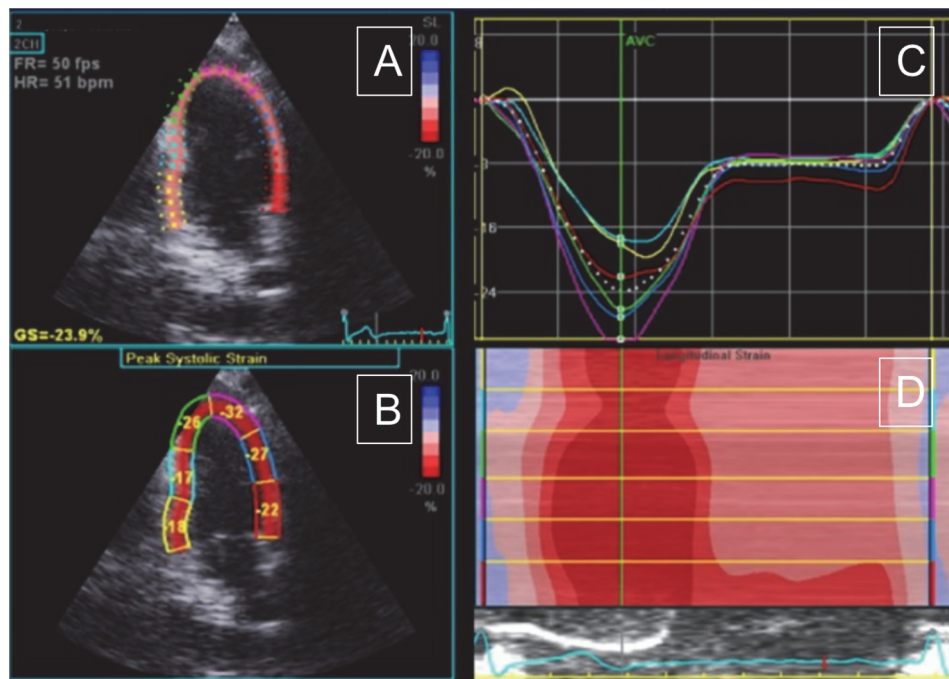 2
2CH
FR= 50 fps
HR= 51 bpm
A
SL
20.0
-20.0
%
GS=-23.9%
C
8
AVC
-8
-16
-24
Peak Systolic Strain
B
20.0
-20.0
%
-26
-32
-17
-27
-18
-22
Longitudinal Strain
D